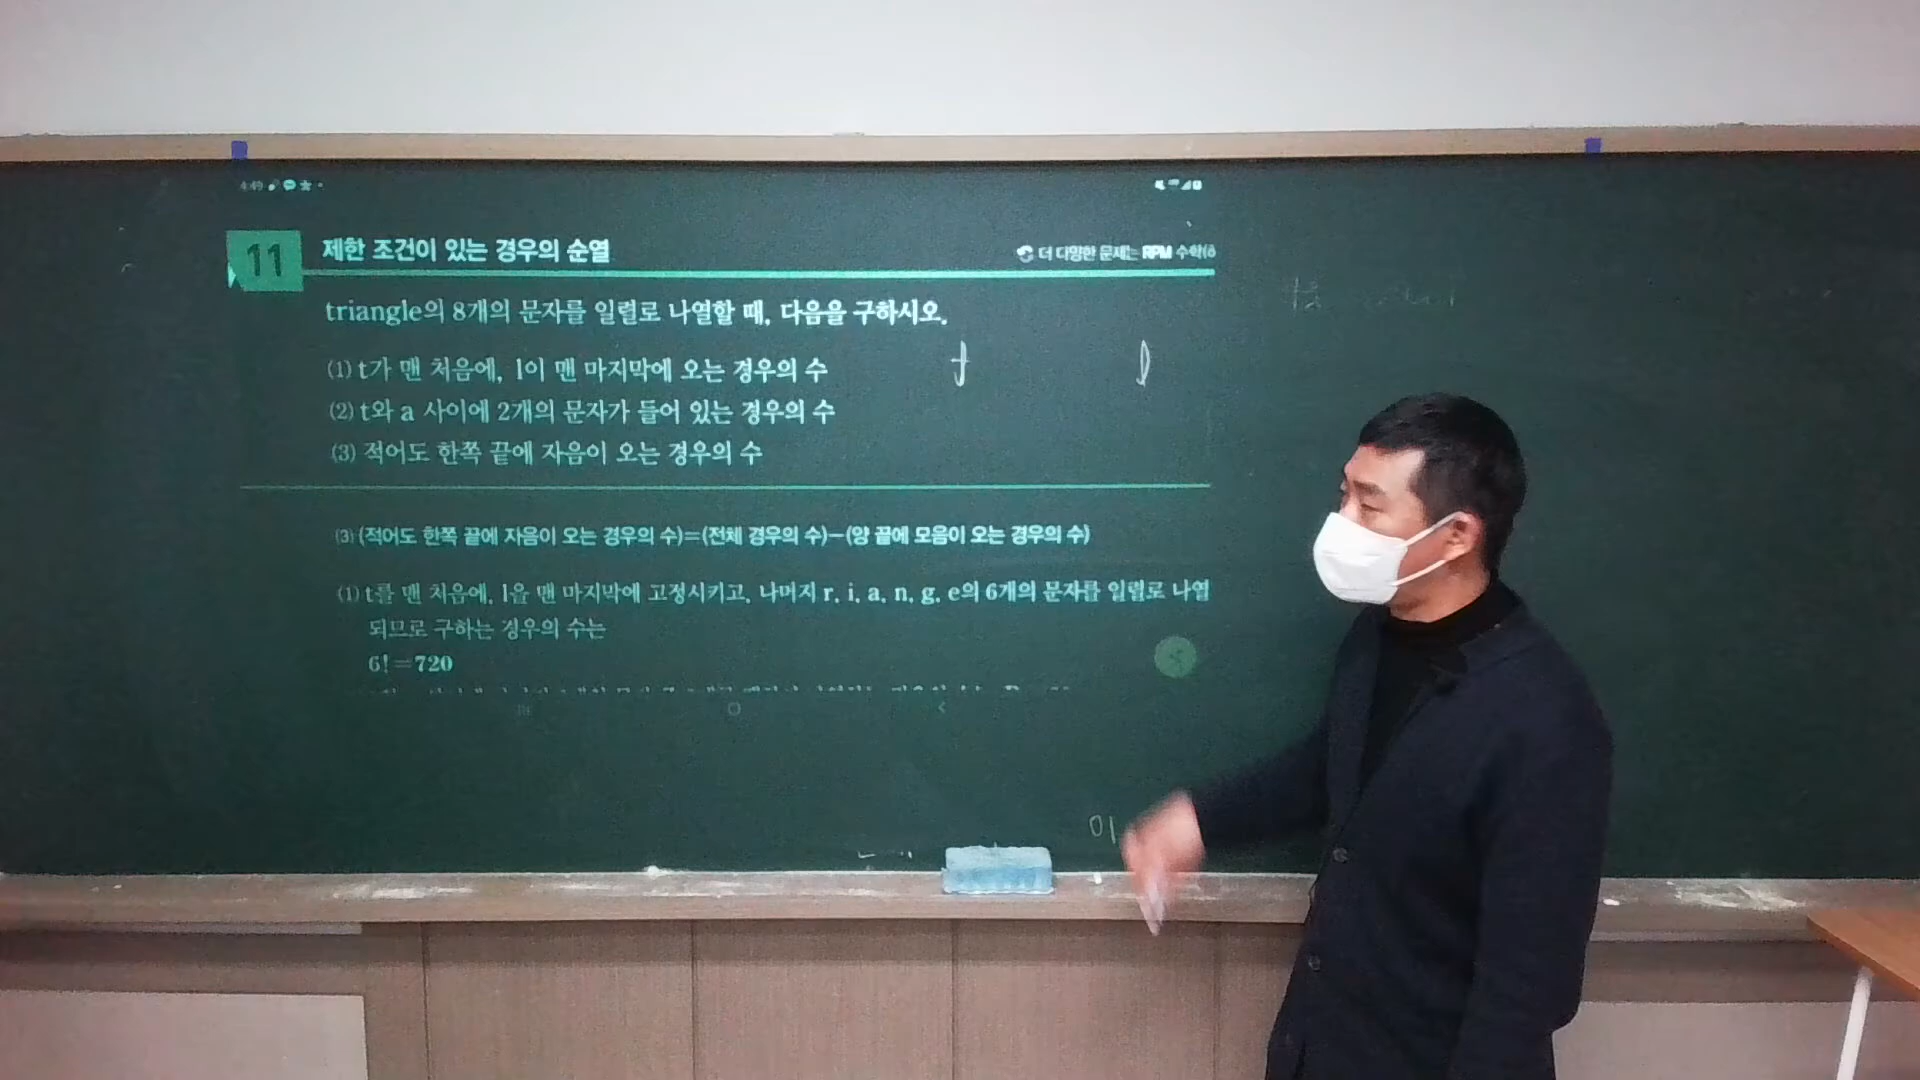 4:49
11 제한 조건이 있는 경우의 순열
더 다양한 문제는 RPM 수학(하
triangle의 8개의 문자를 일렬로 나열할 때, 다음을 구하시오.
(1) t가 맨 처음에, l이 맨 마지막에 오는 경우의 수
t l
(2) t와 a 사이에 2개의 문자가 들어 있는 경우의 수
(3) 적어도 한쪽 끝에 자음이 오는 경우의 수
(3) (적어도 한쪽 끝에 자음이 오는 경우의 수)=(전체 경우의 수)−(양 끝에 모음이 오는 경우의 수)
(1) t를 맨 처음에, l을 맨 마지막에 고정시키고, 나머지 r, i, a, n, g, e의 6개의 문자를 일렬로 나열
되므로 구하는 경우의 수는
6!=720
이